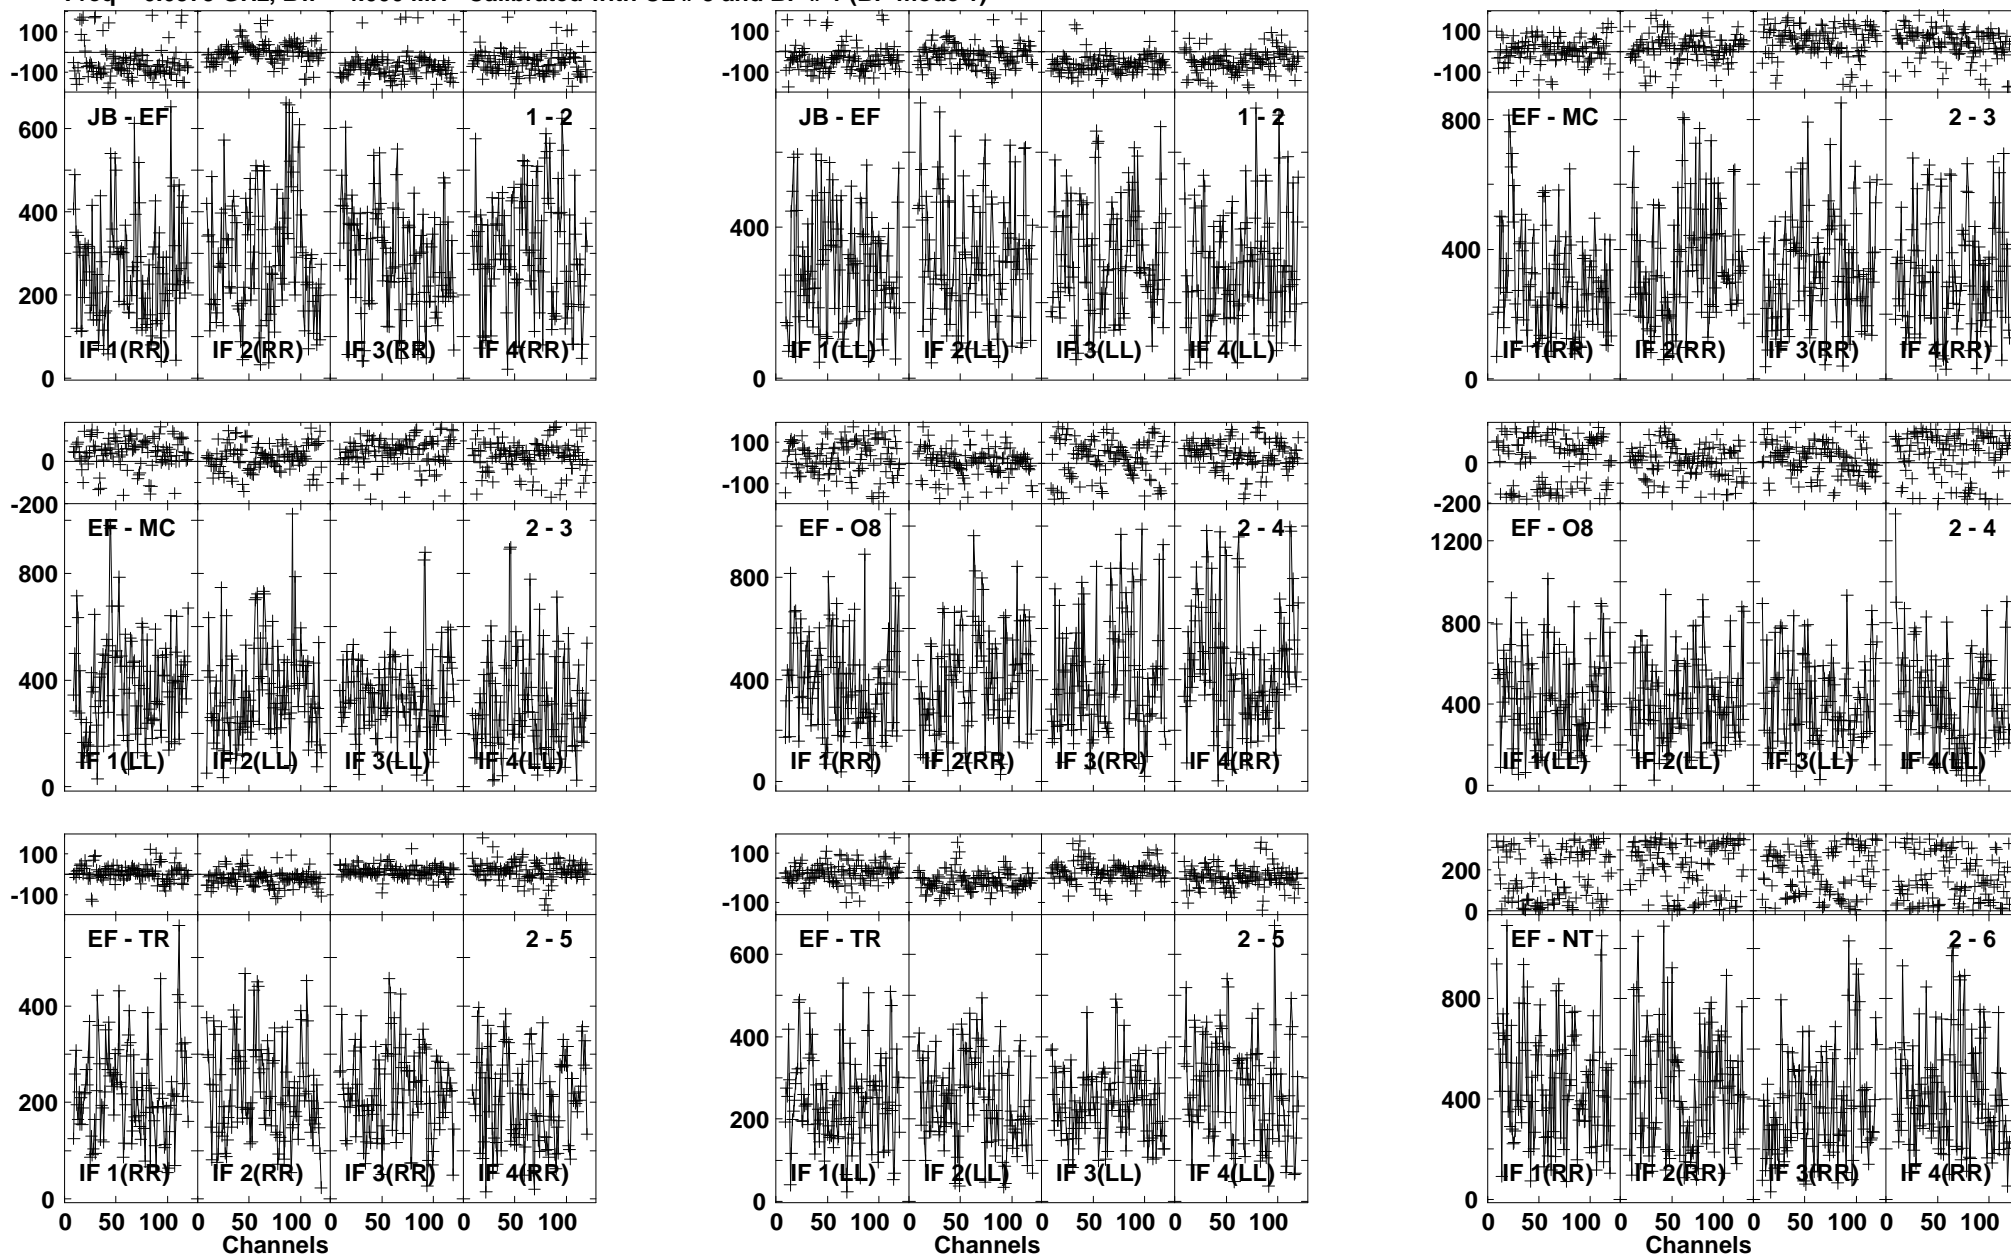 100 100 100
-100 -100 -100
JB - EF 1 - 2 JB - EF 1 - 2 EF - MC 2 - 3
600 800
400 400 400
200
IF 1(RR) IF 2(RR) IF 3(RR) IF 4(RR) IF 1(LL) IF 2(LL) IF 3(LL) IF 4(LL) IF 1(RR) IF 2(RR) IF 3(RR) IF 4(RR)
0 0 0
0 100 0
-200 -100 -200
EF - MC 2 - 3 EF - O8 2 - 4 EF - O8 2 - 4
1200
800 800 800
400 400 400
IF 1(LL) IF 2(LL) IF 3(LL) IF 4(LL) IF 1(RR) IF 2(RR) IF 3(RR) IF 4(RR) IF 1(LL) IF 2(LL) IF 3(LL) IF 4(LL)
0 0 0
100 100 200
-100 -100 0
EF - TR 2 - 5 EF - TR 2 - 5 EF - NT 2 - 6
600
400 400 800
200 200 400
IF 1(RR) IF 2(RR) IF 3(RR) IF 4(RR) IF 1(LL) IF 2(LL) IF 3(LL) IF 4(LL) IF 1(RR) IF 2(RR) IF 3(RR) IF 4(RR)
0 0 0
0 50 100 0 50 100 0 50 100 0 50 100 0 50 100 0 50 100 0 50 100 0 50 100 0 50 100 0 50 100 0 50 100 0 50 100
Channels Channels Channels